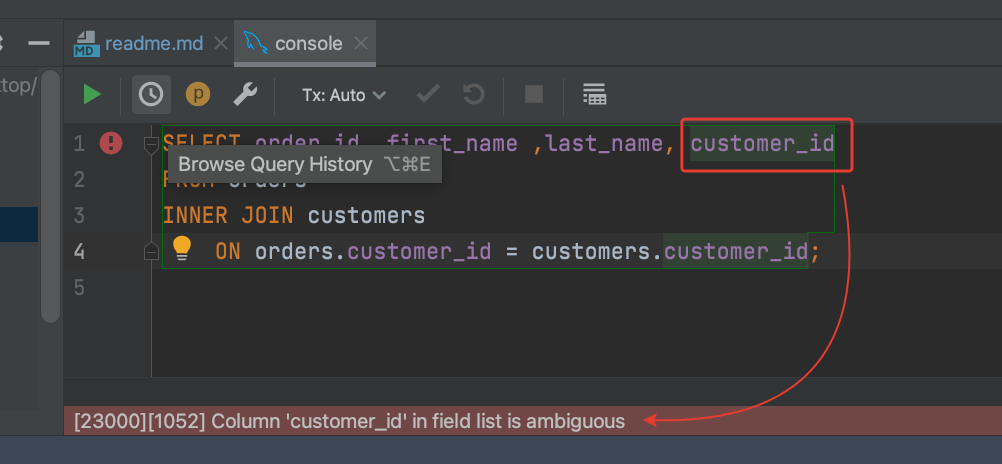 top/
MD
readme.md
console
p
Tx: Auto
1 SELECT order_id first_name ,last_name, customer_id
Browse Query History ⌥⌘E
2 FROM orders
3 INNER JOIN customers
4 ON orders.customer_id = customers.customer_id;
5
[23000][1052] Column 'customer_id' in field list is ambiguous